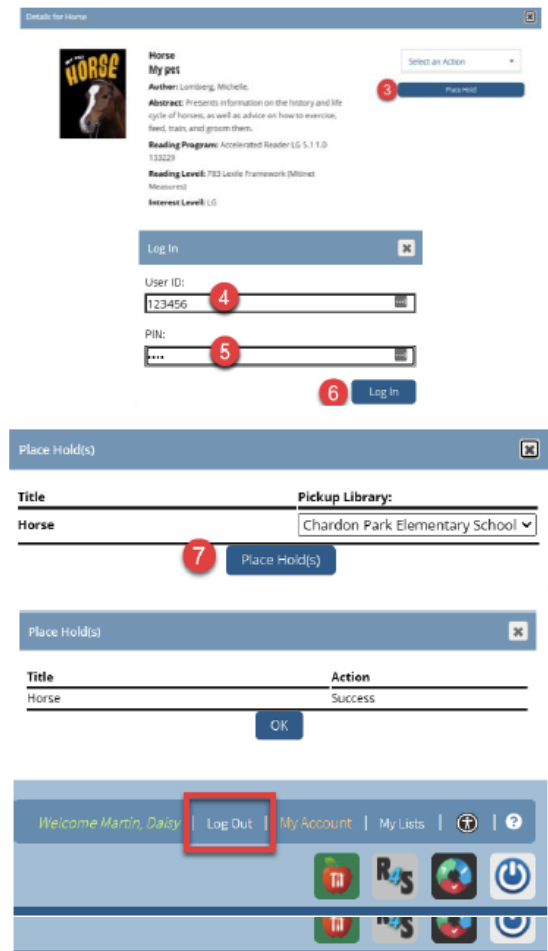 Details for Horse
HORSE
Horse
My pet
Author: Lomberg, Michelle.
Abstract: Presents information on the history and life
cycle of horses, as well as advice on how to exercise,
feed, train, and groom them.
Reading Program: Accelerated Reader LG 5.1 1.0
133229
Reading Level: 783 Lexile Framework (Mitinet
Measures)
Interest Level: LG
Select an Action
3
Place Hold
Log In
User ID:
123456
4
PIN:
....
5
6
Log In
Place Hold(s)
Title Pickup Library:
Horse Chardon Park Elementary School
7
Place Hold(s)
Place Hold(s)
Title Action
Horse Success
OK
Welcome Martin, Daisy | Log Out | My Account | My Lists | | ?
R4S